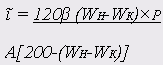 τ̃ = 120β (WH-WK)×P
A[200-(WH-WK)]